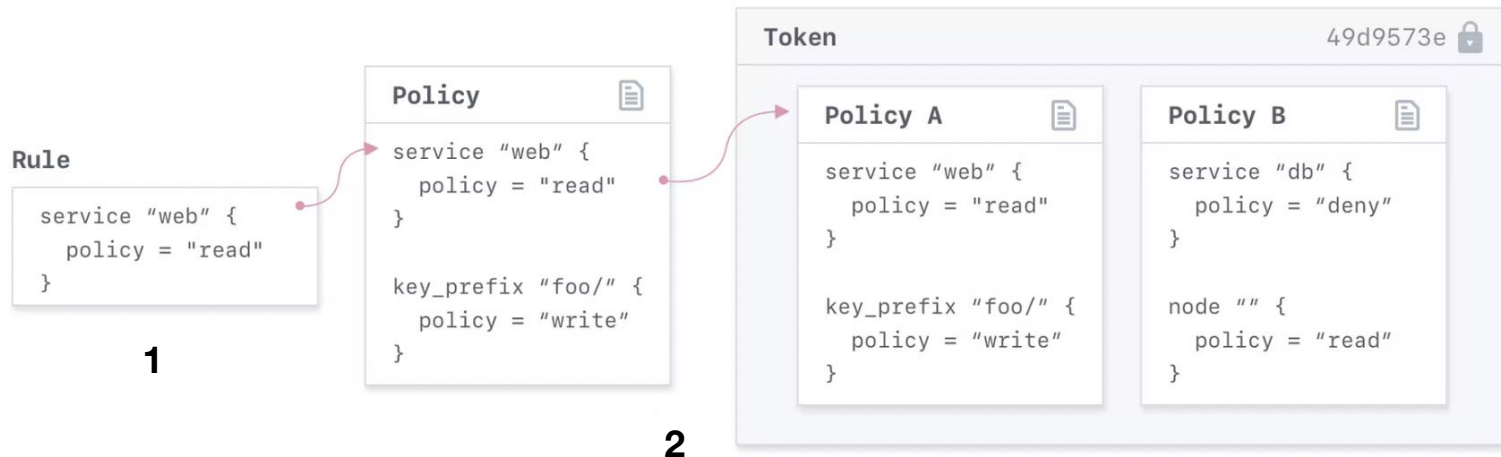 Rule
service “web” {
policy = "read"
}
1
Policy
service “web” {
policy = "read"
}
key_prefix “foo/” {
policy = “write”
}
2
Token 49d9573e
Policy A
service “web” {
policy = "read"
}
key_prefix “foo/” {
policy = “write”
}
Policy B
service “db” {
policy = “deny”
}
node “” {
policy = “read”
}